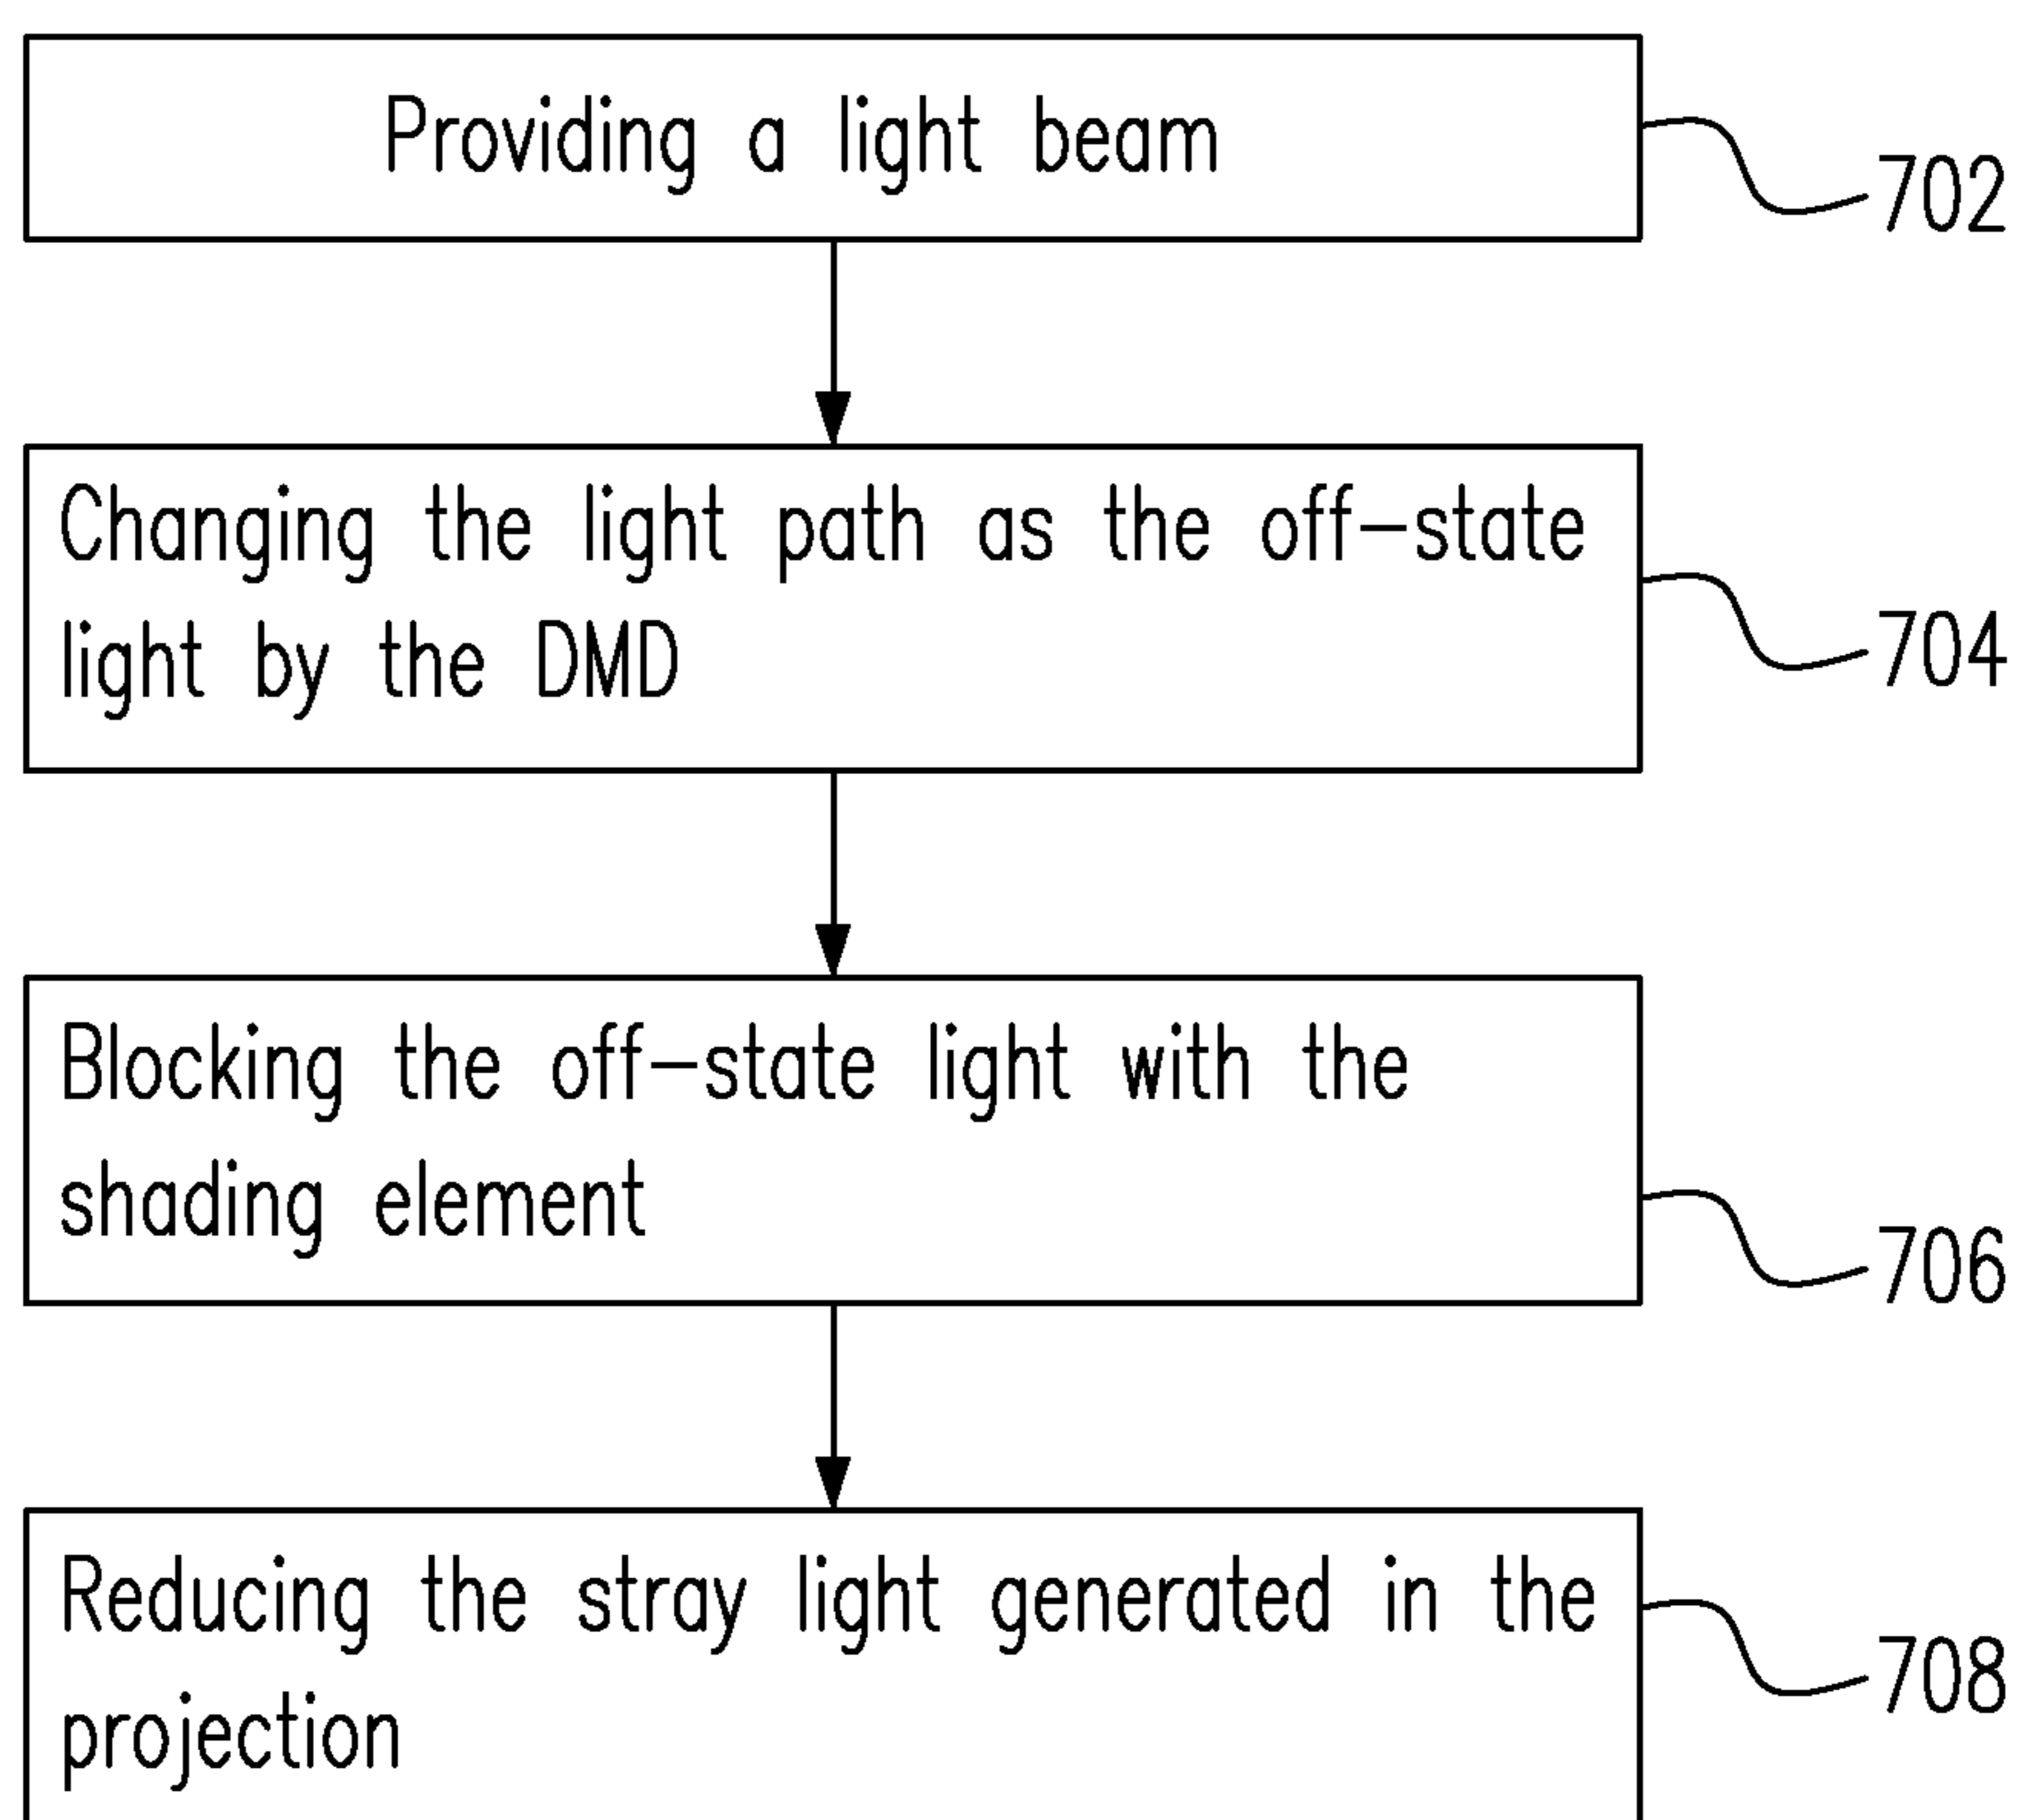 Providing a light beam
702
Changing the light path as the off-state
light by the DMD
704
Blocking the off-state light with the
shading element
706
Reducing the stray light generated in the
projection
708